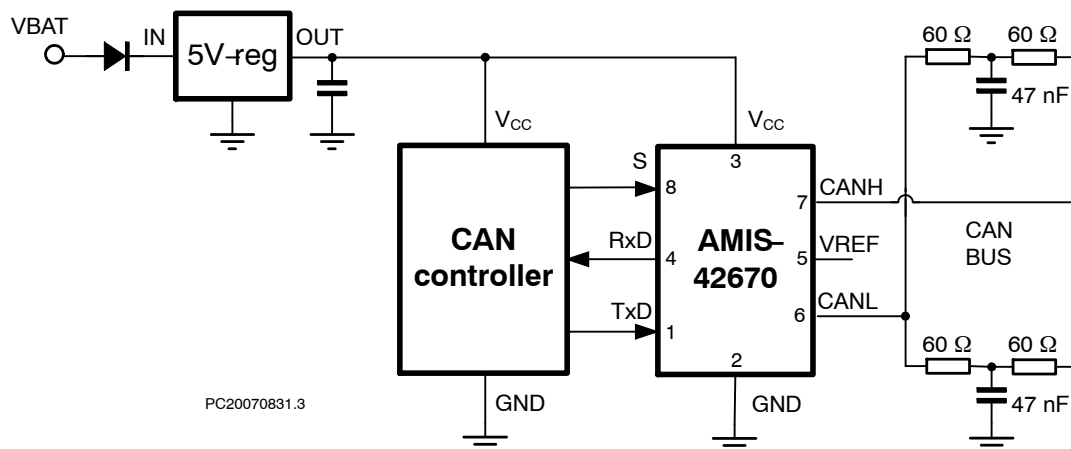 VBAT
IN
5V-reg
OUT
60 Ω
60 Ω
47 nF
VCC
VCC
S
8
3
7
CANH
CAN
controller
RxD
4
AMIS-
42670
5
VREF
CAN
BUS
TxD
1
6
CANL
2
60 Ω
60 Ω
47 nF
PC20070831.3
GND
GND